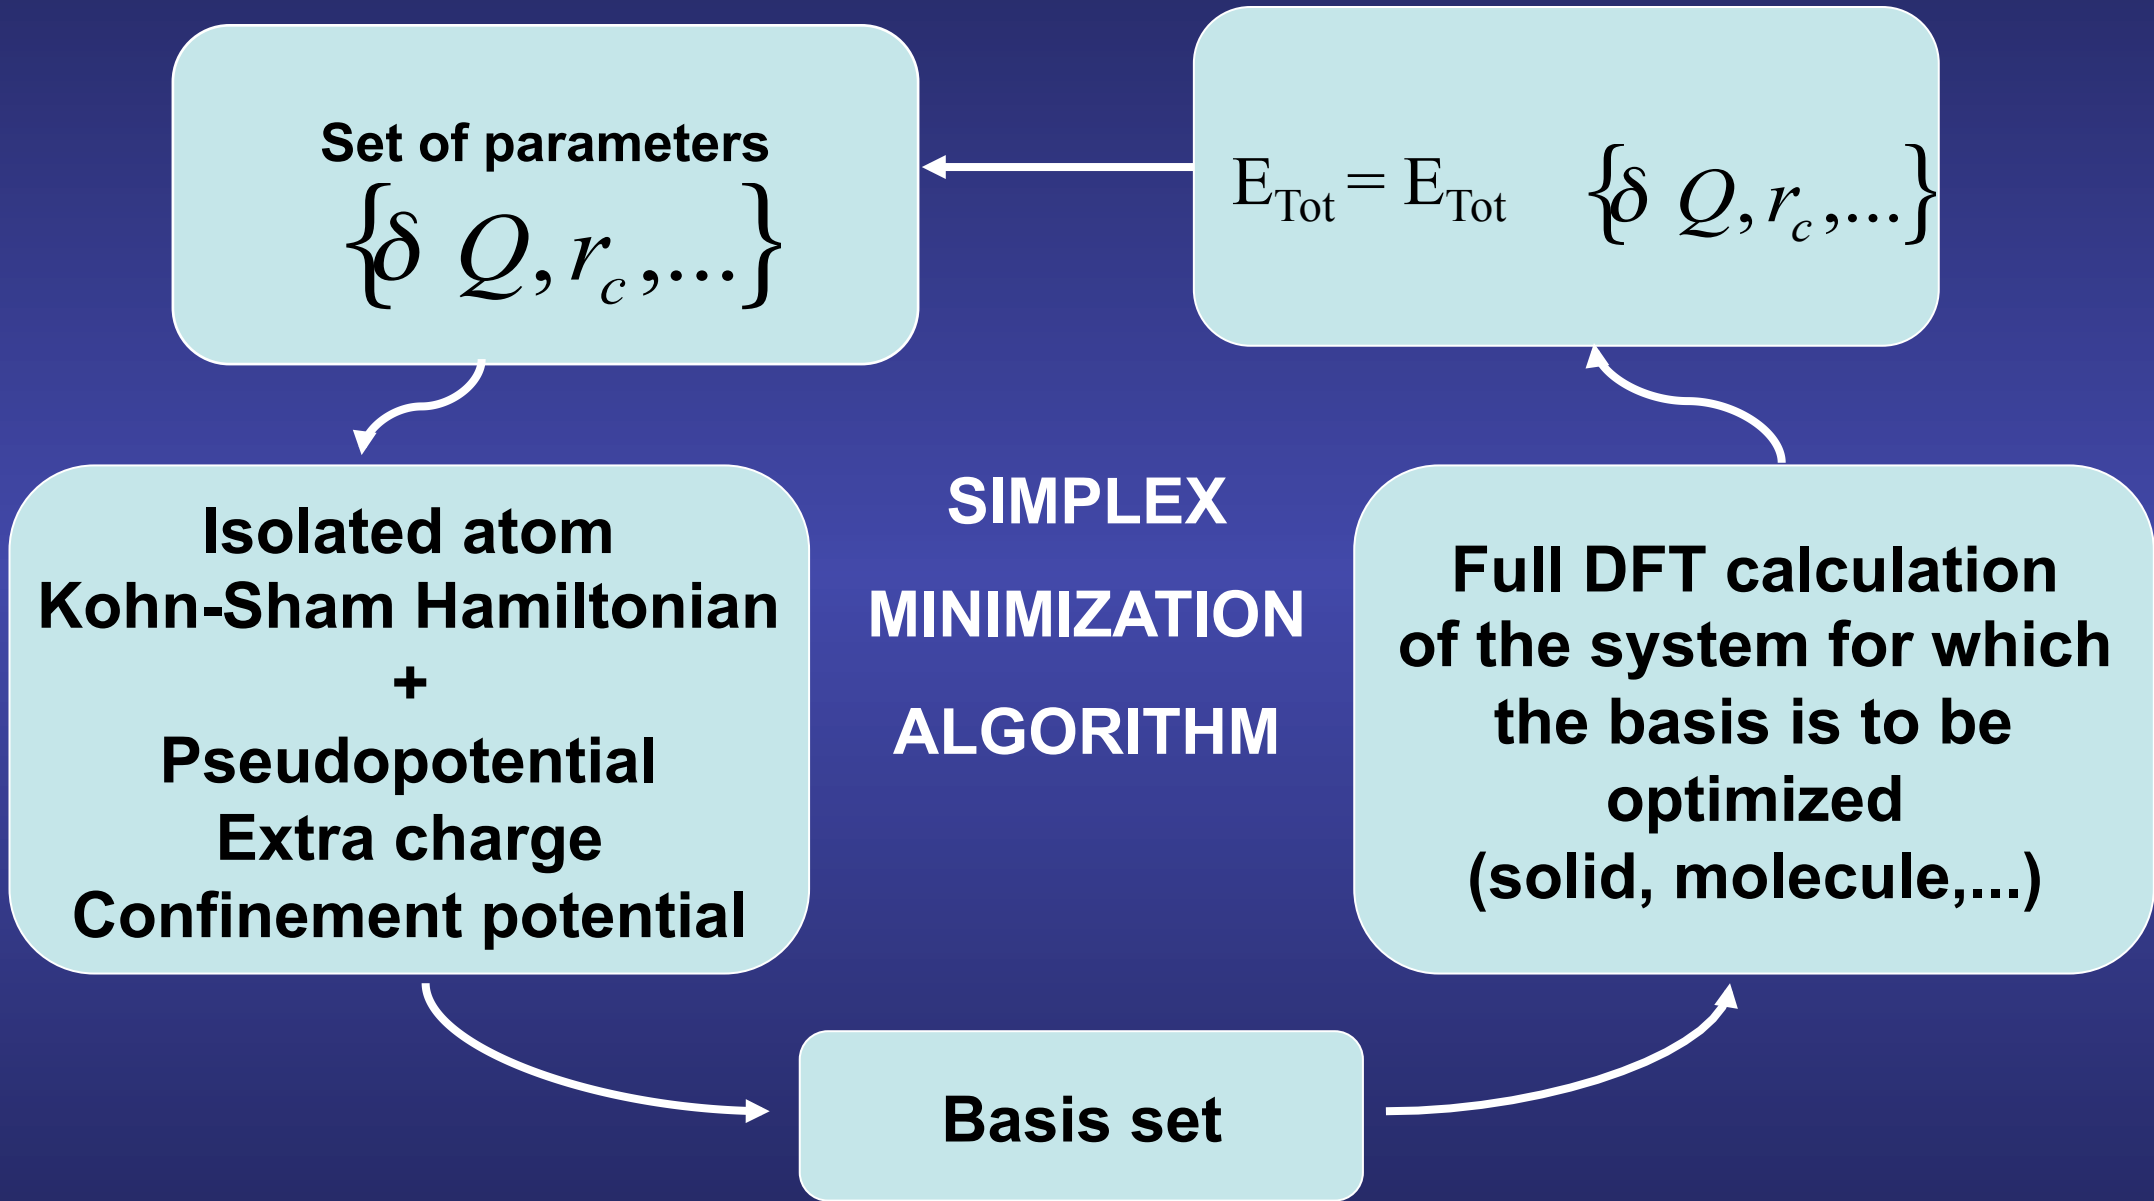 Set of parameters
{δ Q, r_c,...}
E_Tot = E_Tot {δ Q, r_c,...}
Isolated atom
Kohn-Sham Hamiltonian
+
Pseudopotential
Extra charge
Confinement potential
SIMPLEX
MINIMIZATION
ALGORITHM
Full DFT calculation
of the system for which
the basis is to be
optimized
(solid, molecule,...)
Basis set